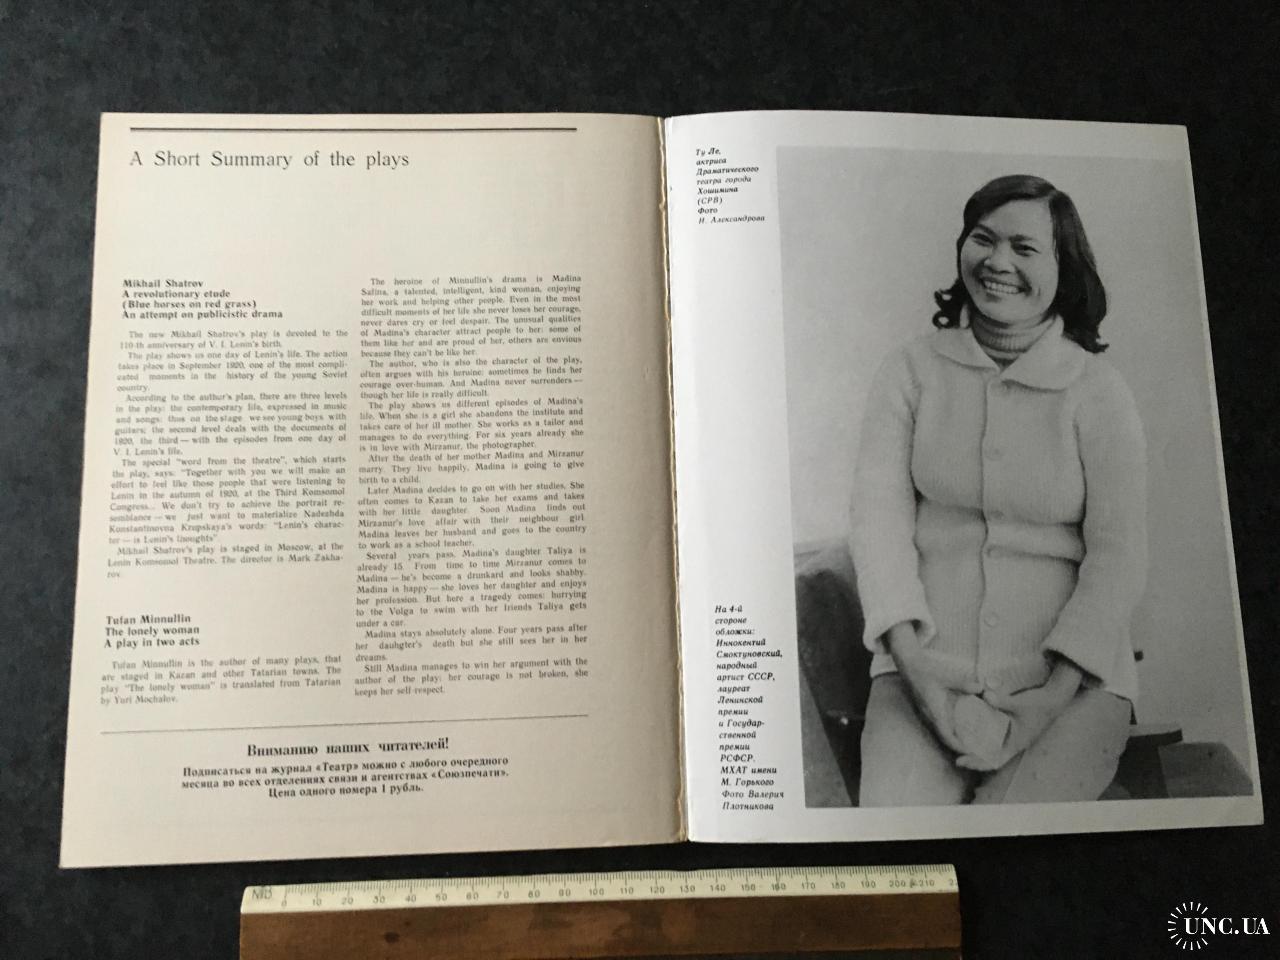 A Short Summary of the plays
Mikhail Shatrov
A revolutionary etude
(Blue horses on red grass)
An attempt on publicistic drama
The new Mikhail Shatrov's play is devoted to the
110-th anniversary of V. I. Lenin's birth.
The play shows us one day of Lenin's life. The action
takes place in September 1920, one of the most compli-
cated moments in the history of the young Soviet
country.
According to the author's plan, there are three levels
in the play: the contemporary life, expressed in music
and songs: thus on the stage we see young boys with
guitars; the second level deals with the documents of
1920, the third — with the episodes from one day of
V. I. Lenin's life.
The special "word from the theatre", which starts
the play, says: "Together with you we will make an
effort to feel like those people that were listening to
Lenin in the autumn of 1920, at the Third Komsomol
Congress... We don't try to achieve the portrait re-
semblance — we just want to materialize Nadezhda
Konstantinovna Krupskaya's words: "Lenin's charac-
ter — is Lenin's thoughts"
Mikhail Shatrov's play is staged in Moscow, at the
Lenin Komsomol Theatre. The director is Mark Zakha-
rov.
Tufan Minnullin
The lonely woman
A play in two acts
Tufan Minnullin is the author of many plays, that
are staged in Kazan and other Tatarian towns. The
play "The lonely woman" is translated from Tatarian
by Yuri Mochalov.
The heroine of Minnullin's drama is Madina
Safina, a talented, intelligent, kind woman, enjoying
her work and helping other people. Even in the most
difficult moments of her life she never loses her courage,
never dares cry or feel despair. The unusual qualities
of Madina's character attract people to her: some of
them like her and are proud of her, others are envious
because they can't be like her.
The author, who is also the character of the play,
often argues with his heroine: sometimes he finds her
courage over-human. And Madina never surrenders —
though her life is really difficult.
The play shows us different episodes of Madina's
life. When she is a girl she abandons the institute and
takes care of her ill mother. She works as a tailor and
manages to do everything. For six years already she
is in love with Mirzanur, the photographer.
After the death of her mother Madina and Mirzanur
marry. They live happily, Madina is going to give
birth to a child.
Later Madina decides to go on with her studies. She
often comes to Kazan to take her exams and takes
with her little daughter. Soon Madina finds out
Mirzanur's love affair with their neighbour girl
Madina leaves her husband and goes to the country
to work as a school teacher.
Several years pass. Madina's daughter Taliya is
already 15. From time to time Mirzanur comes to
Madina — he's become a drunkard and looks shabby.
Madina is happy — she loves her daughter and enjoys
her profession. But here a tragedy comes: hurrying
to the Volga to swim with her friends Taliya gets
under a car.
Madina stays absolutely alone. Four years pass after
her dauhgter's death but she still sees her in her
dreams.
Still Madina manages to win her argument with the
author of the play: her courage is not broken, she
keeps her self-respect.
Вниманию наших читателей!
Подписаться на журнал «Театр» можно с любого очередного
месяца во всех отделениях связи и агентствах «Союзпечати».
Цена одного номера 1 рубль.
Ту Ле,
актриса
Драматического
театра города
Хошимина
(СРВ)
Фото
Н. Александрова
На 4-й
стороне
обложки:
Иннокентий
Смоктуновский,
народный
артист СССР,
лауреат
Ленинской
премии
и Государ-
ственной
премии
РСФСР.
МХАТ имени
М. Горького
Фото Валерия
Плотникова
0 10 20 30 40 50 60 70 80 90 100 110 120 130 140 150 160 170 180 190 200 210
UNC.UA